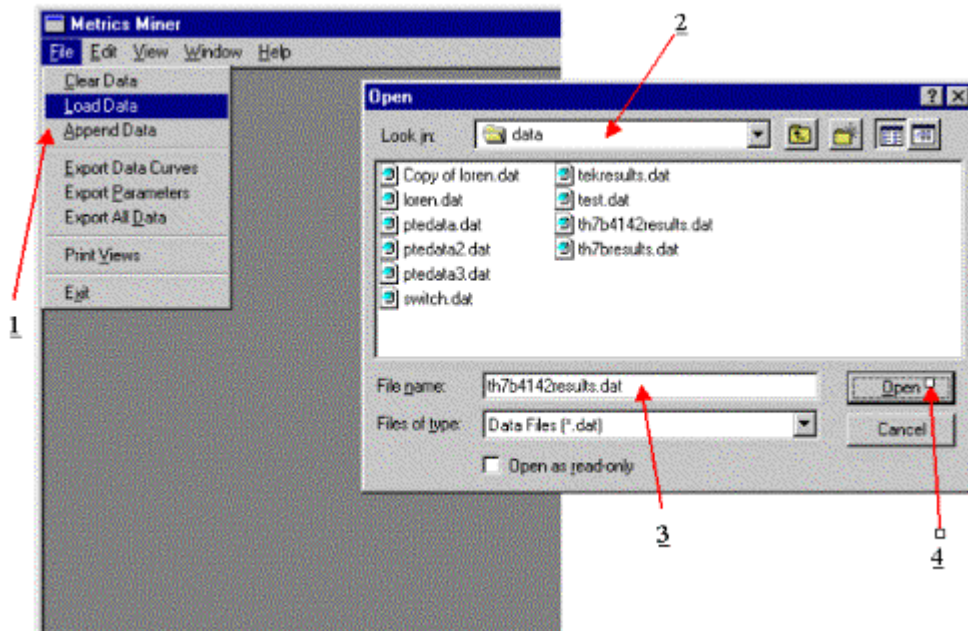 Metrics Miner
File Edit View Window Help
Clear Data
Load Data
Append Data
Export Data Curves
Export Parameters
Export All Data
Print Views
Exit
1
2
Open
Look in: data
Copy of loren.dat
loren.dat
ptedata.dat
ptedata2.dat
ptedata3.dat
switch.dat
tekresults.dat
test.dat
th7b4142results.dat
th7bresults.dat
File name: th7b4142results.dat Open
Files of type: Data Files (*.dat) Cancel
Open as read-only
3
4